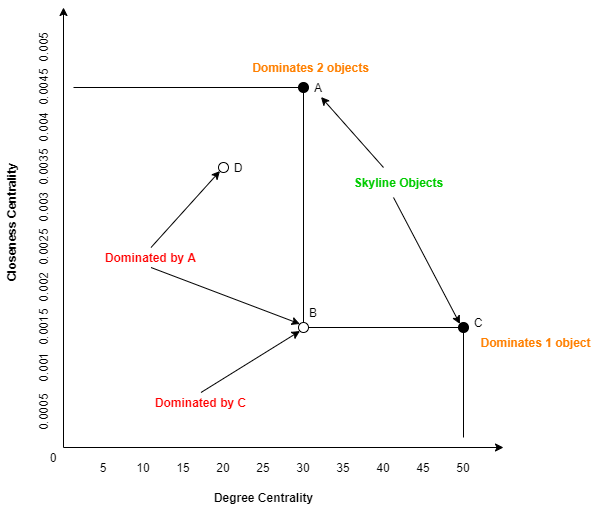 Dominates 2 objects
A
Skyline Objects
D
Dominated by A
B
C
Dominates 1 object
Dominated by C
Closeness Centrality
0.005
0.0045
0.004
0.0035
0.003
0.0025
0.002
0.0015
0.001
0.0005
0
5 10 15 20 25 30 35 40 45 50
Degree Centrality